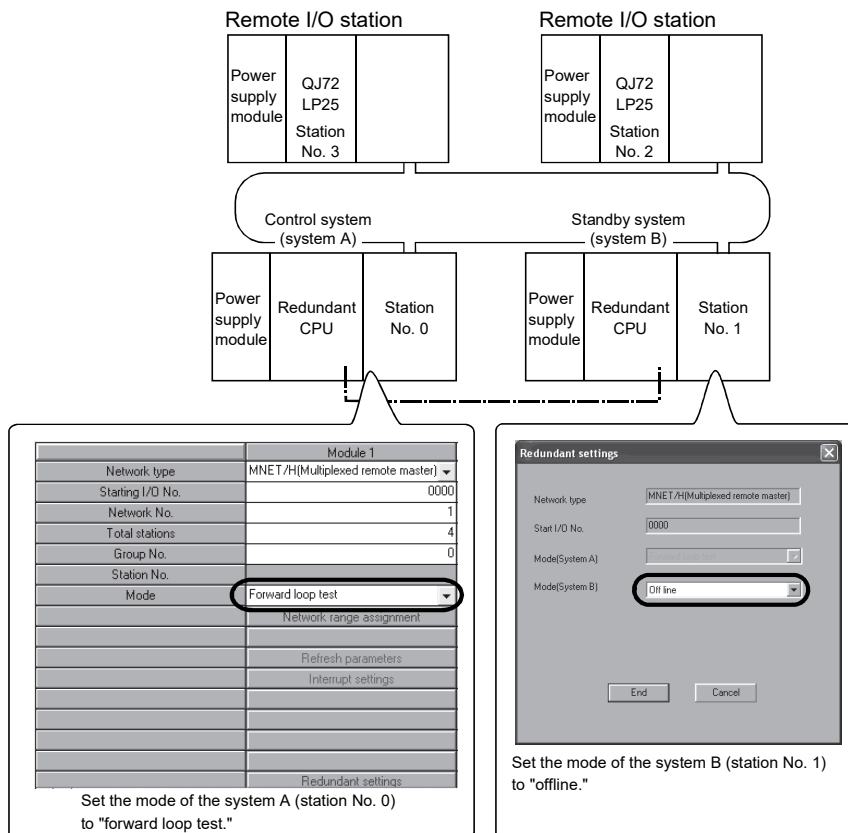 Remote I/O station
Remote I/O station
Power
supply
module
QJ72
LP25
Station
No. 3
Power
supply
module
QJ72
LP25
Station
No. 2
Control system
(system A)
Standby system
(system B)
Power
supply
module
Redundant
CPU
Station
No. 0
Power
supply
module
Redundant
CPU
Station
No. 1
Module 1
Network type MNET/H(Multiplexed remote master)
Starting I/O No. 0000
Network No. 1
Total stations 4
Group No. 0
Station No.
Mode Forward loop test
Network range assignment
Refresh parameters
Interrupt settings
Redundant settings
Set the mode of the system A (station No. 0)
to "forward loop test."
Redundant settings
Network type MNET/H(Multiplexed remote master)
Start I/O No. 0000
Mode(System A) Forward loop test
Mode(System B) Off line
End Cancel
Set the mode of the system B (station No. 1)
to "offline."